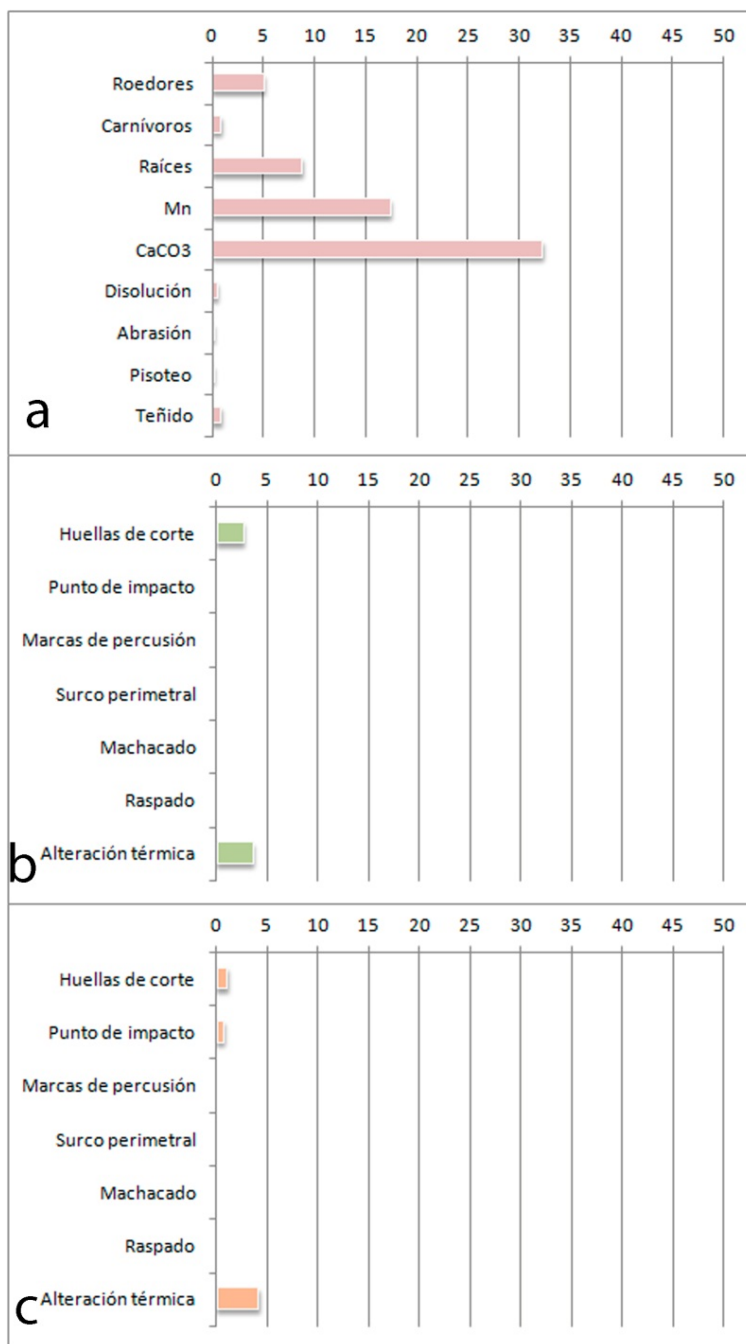 0 5 10 15 20 25 30 35 40 45 50
Roedores
Carnívoros
Raíces
Mn
CaCO3
Disolución
Abrasión
Pisoteo
Teñido
a
0 5 10 15 20 25 30 35 40 45 50
Huellas de corte
Punto de impacto
Marcas de percusión
Surco perimetral
Machacado
Raspado
Alteración térmica
b
0 5 10 15 20 25 30 35 40 45 50
Huellas de corte
Punto de impacto
Marcas de percusión
Surco perimetral
Machacado
Raspado
Alteración térmica
c